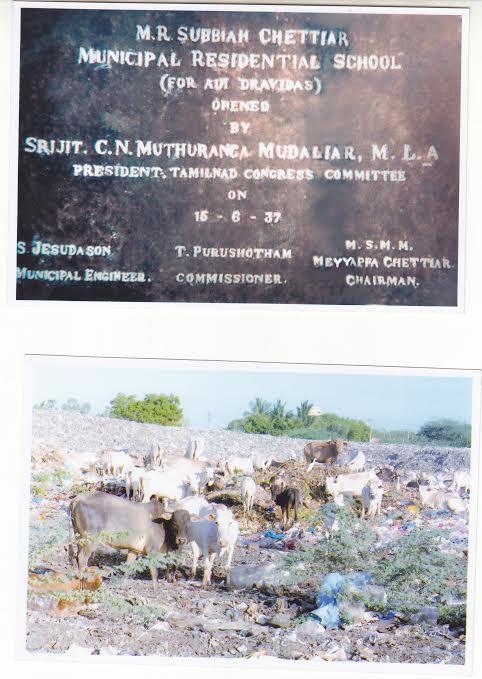 M.R. SUBBIAH CHETTIAR
MUNICIPAL RESIDENTIAL SCHOOL
(FOR ADI DRAVIDAS)
OPENED
BY
SRIJIT. C.N. MUTHURANGA MUDALIAR, M.L.A
PRESIDENT, TAMILNAD CONGRESS COMMITTEE
ON
15 - 6 - 37
S. JESUDASON
MUNICIPAL ENGINEER.
T. PURUSHOTHAM
COMMISSIONER.
M.S.M.M.
MEYYAPPA CHETTIAR.
CHAIRMAN.